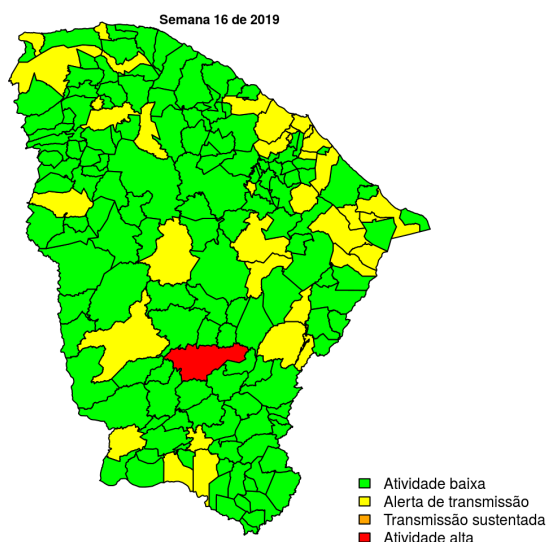 Semana 16 de 2019
Atividade baixa
Alerta de transmissão
Transmissão sustentada
Atividade alta